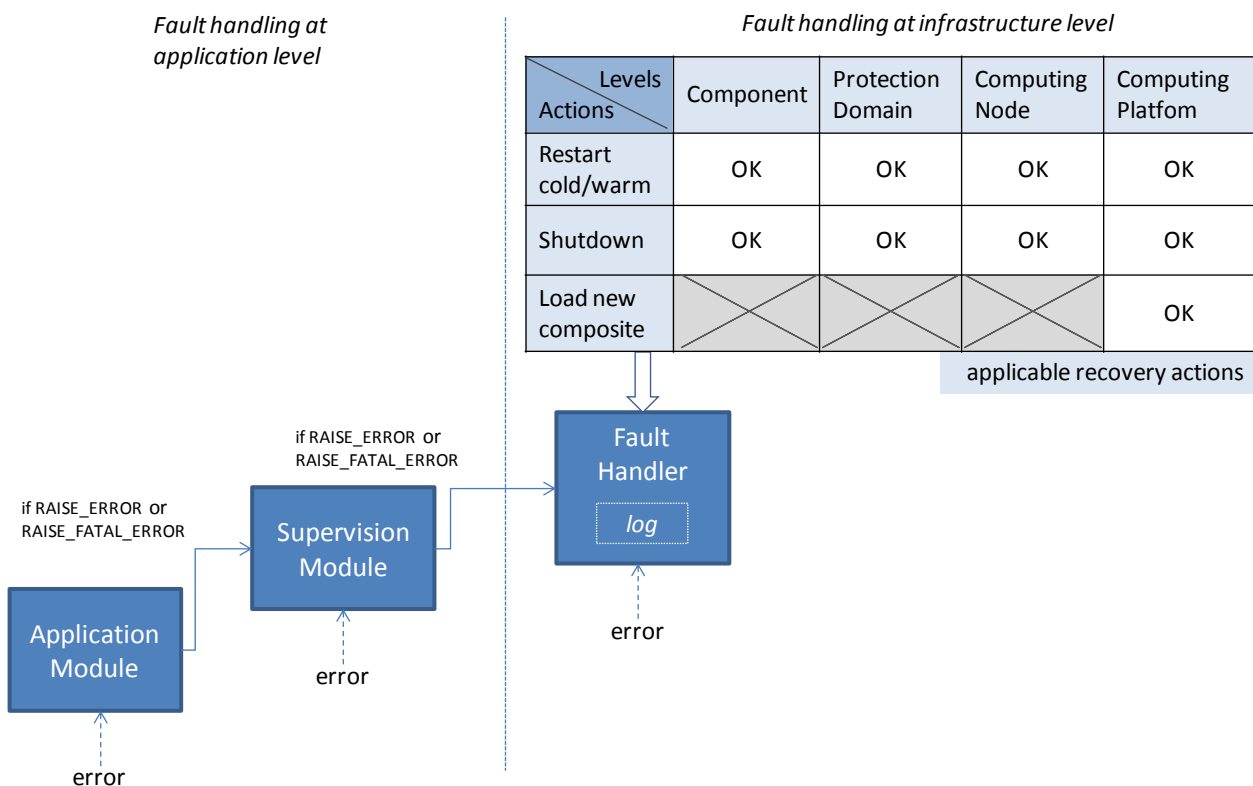 Fault handling at
application level
Fault handling at infrastructure level
Levels
Actions
Component
Protection
Domain
Computing
Node
Computing
Platfom
Restart
cold/warm
OK
OK
OK
OK
Shutdown
OK
OK
OK
OK
Load new
composite
OK
applicable recovery actions
Fault
Handler
log
error
if RAISE_ERROR or
RAISE_FATAL_ERROR
Supervision
Module
error
if RAISE_ERROR or
RAISE_FATAL_ERROR
Application
Module
error